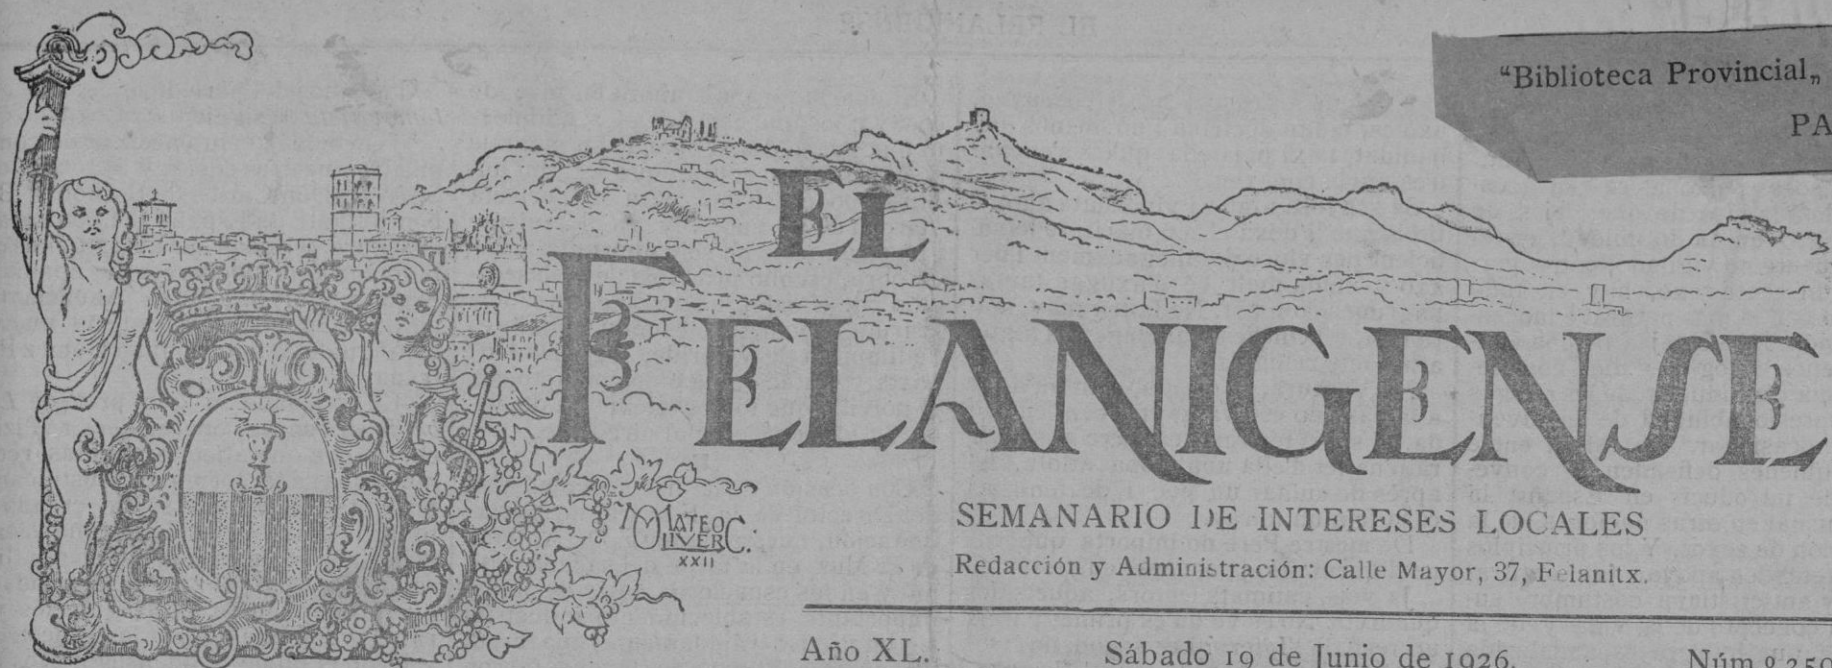 “Biblioteca Provincial„
PA
EL
FELANIGENSE
MATEO
OLIVER C.
XXII
SEMANARIO DE INTERESES LOCALES
Redacción y Administración: Calle Mayor, 37, Felanitx.
Año XL. Sábado 19 de Junio de 1926. Núm